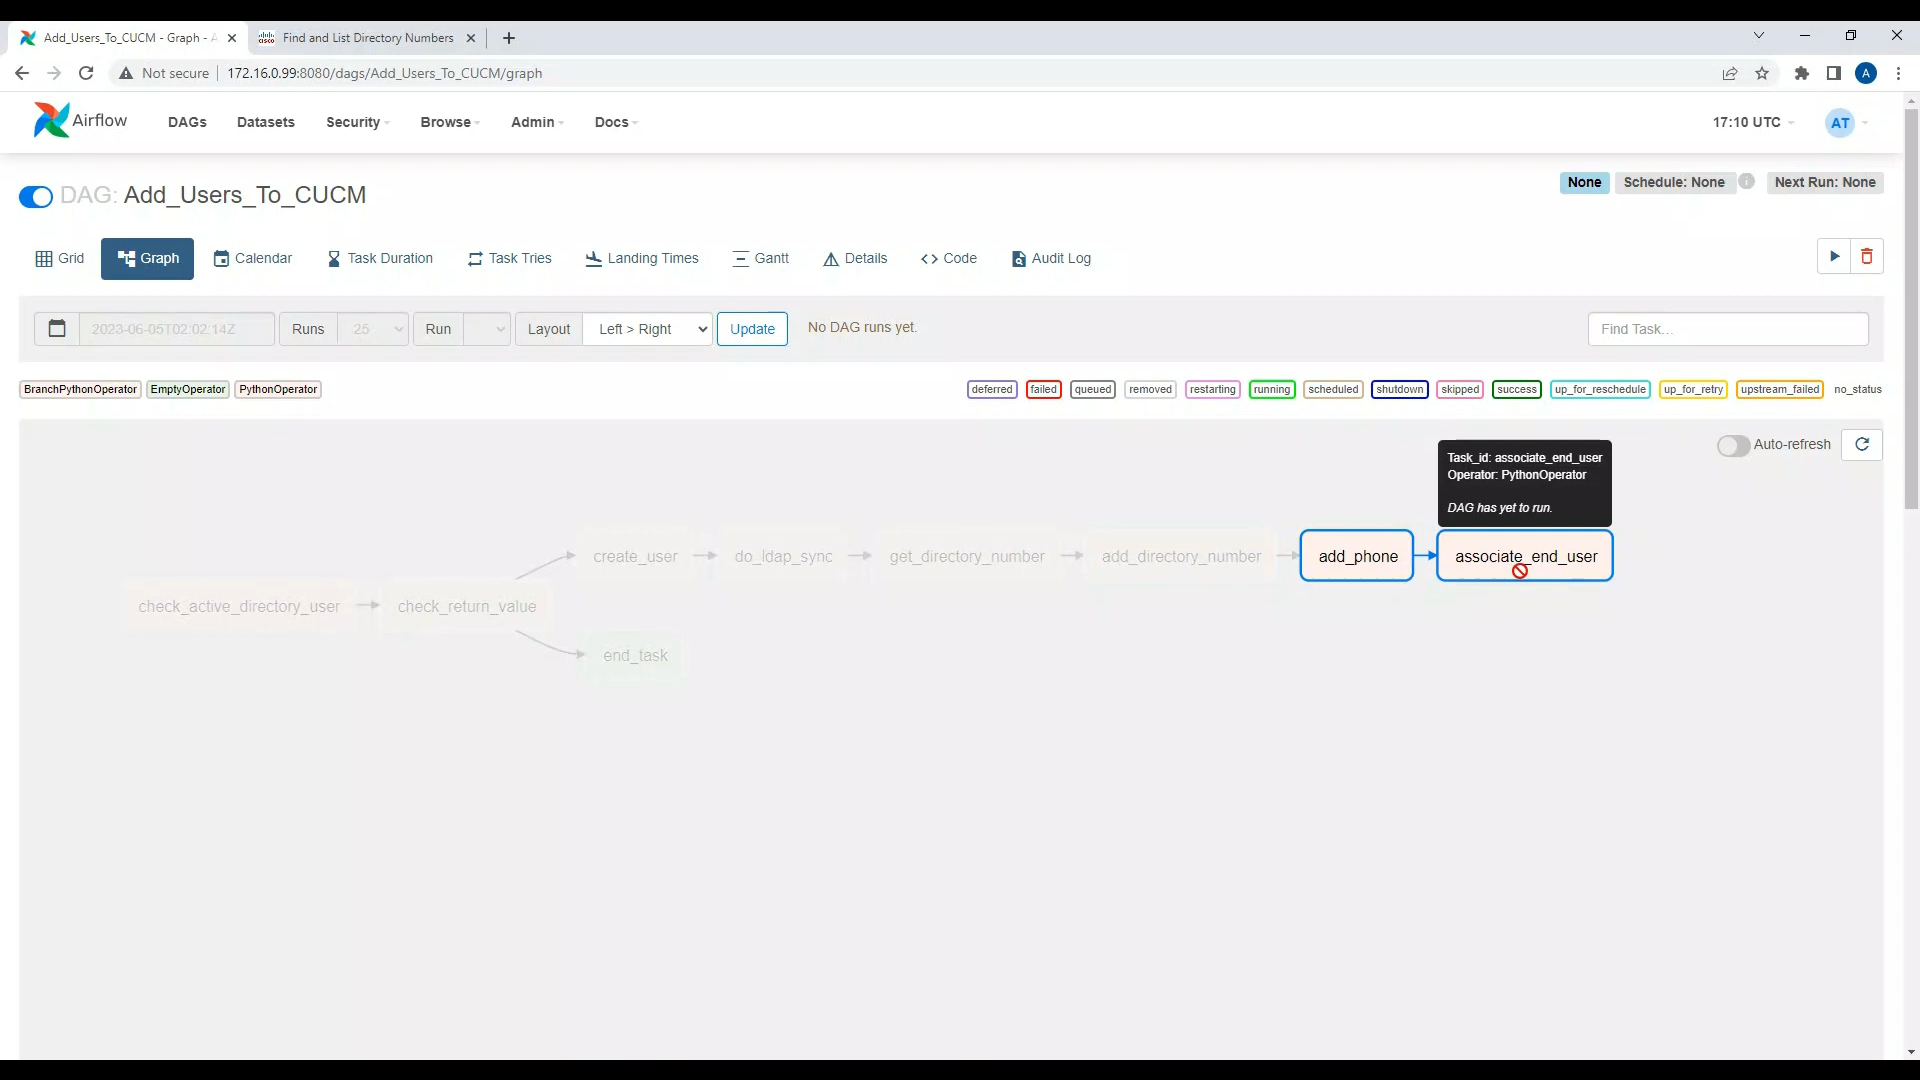 Add_Users_To_CUCM - Graph - A
Find and List Directory Numbers
Not secure
172.16.0.99:8080/dags/Add_Users_To_CUCM/graph
A
Airflow
DAGs
Datasets
Security
Browse
Admin
Docs
17:10 UTC
AT
DAG: Add_Users_To_CUCM
None
Schedule: None
Next Run: None
Grid
Graph
Calendar
Task Duration
Task Tries
Landing Times
Gantt
Details
Code
Audit Log
2023-06-05T02:02:14Z
Runs
25
Run
Layout
Left > Right
Update
No DAG runs yet.
Find Task...
BranchPythonOperator
EmptyOperator
PythonOperator
deferred
failed
queued
removed
restarting
running
scheduled
shutdown
skipped
success
up_for_reschedule
up_for_retry
upstream_failed
no_status
Auto-refresh
Task_id: associate_end_user
Operator: PythonOperator
DAG has yet to run.
create_user
do_ldap_sync
get_directory_number
add_directory_number
add_phone
associate_end_user
check_active_directory_user
check_return_value
end_task